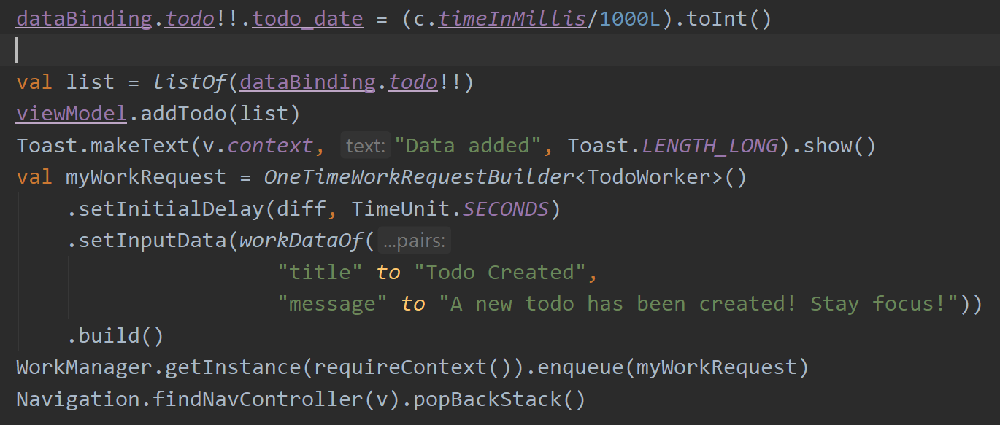 dataBinding.todo!!.todo_date = (c.timeInMillis/1000L).toInt()
val list = listOf(dataBinding.todo!!)
viewModel.addTodo(list)
Toast.makeText(v.context, text: "Data added", Toast.LENGTH_LONG).show()
val myWorkRequest = OneTimeWorkRequestBuilder<TodoWorker>()
.setInitialDelay(diff, TimeUnit.SECONDS)
.setInputData(workDataOf( ...pairs:
"title" to "Todo Created",
"message" to "A new todo has been created! Stay focus!"))
.build()
WorkManager.getInstance(requireContext()).enqueue(myWorkRequest)
Navigation.findNavController(v).popBackStack()